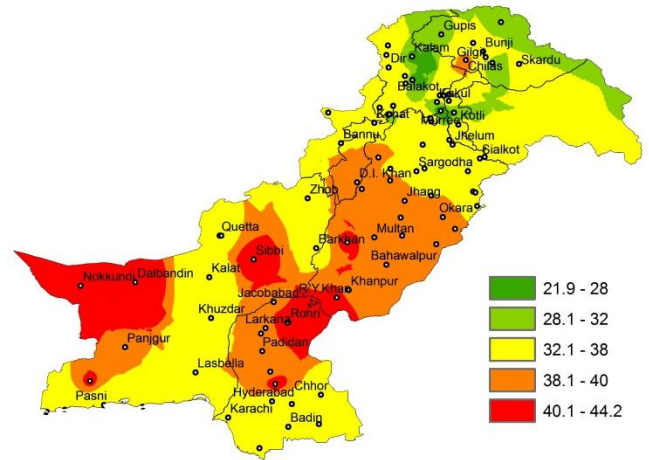 Gupis
Kalam
Bunji
Gilgit
Dir
Chilas
Skardu
Balakot
Kakul
Kohat
Murree
Kotli
Bannu
Jhelum
Sialkot
D.I. Khan
Sargodha
Zhob
Jhang
Okara
Quetta
Barkhan
Multan
Sibbi
Bahawalpur
Nokkundi
Dalbandin
Kalat
Khanpur
R.Y Khan
Jacobabad
Khuzdar
Larkana
Rohri
Panjgur
Padidan
Lasbella
Pasni
Hyderabad
Chhor
Karachi
Badin
21.9 - 28
28.1 - 32
32.1 - 38
38.1 - 40
40.1 - 44.2